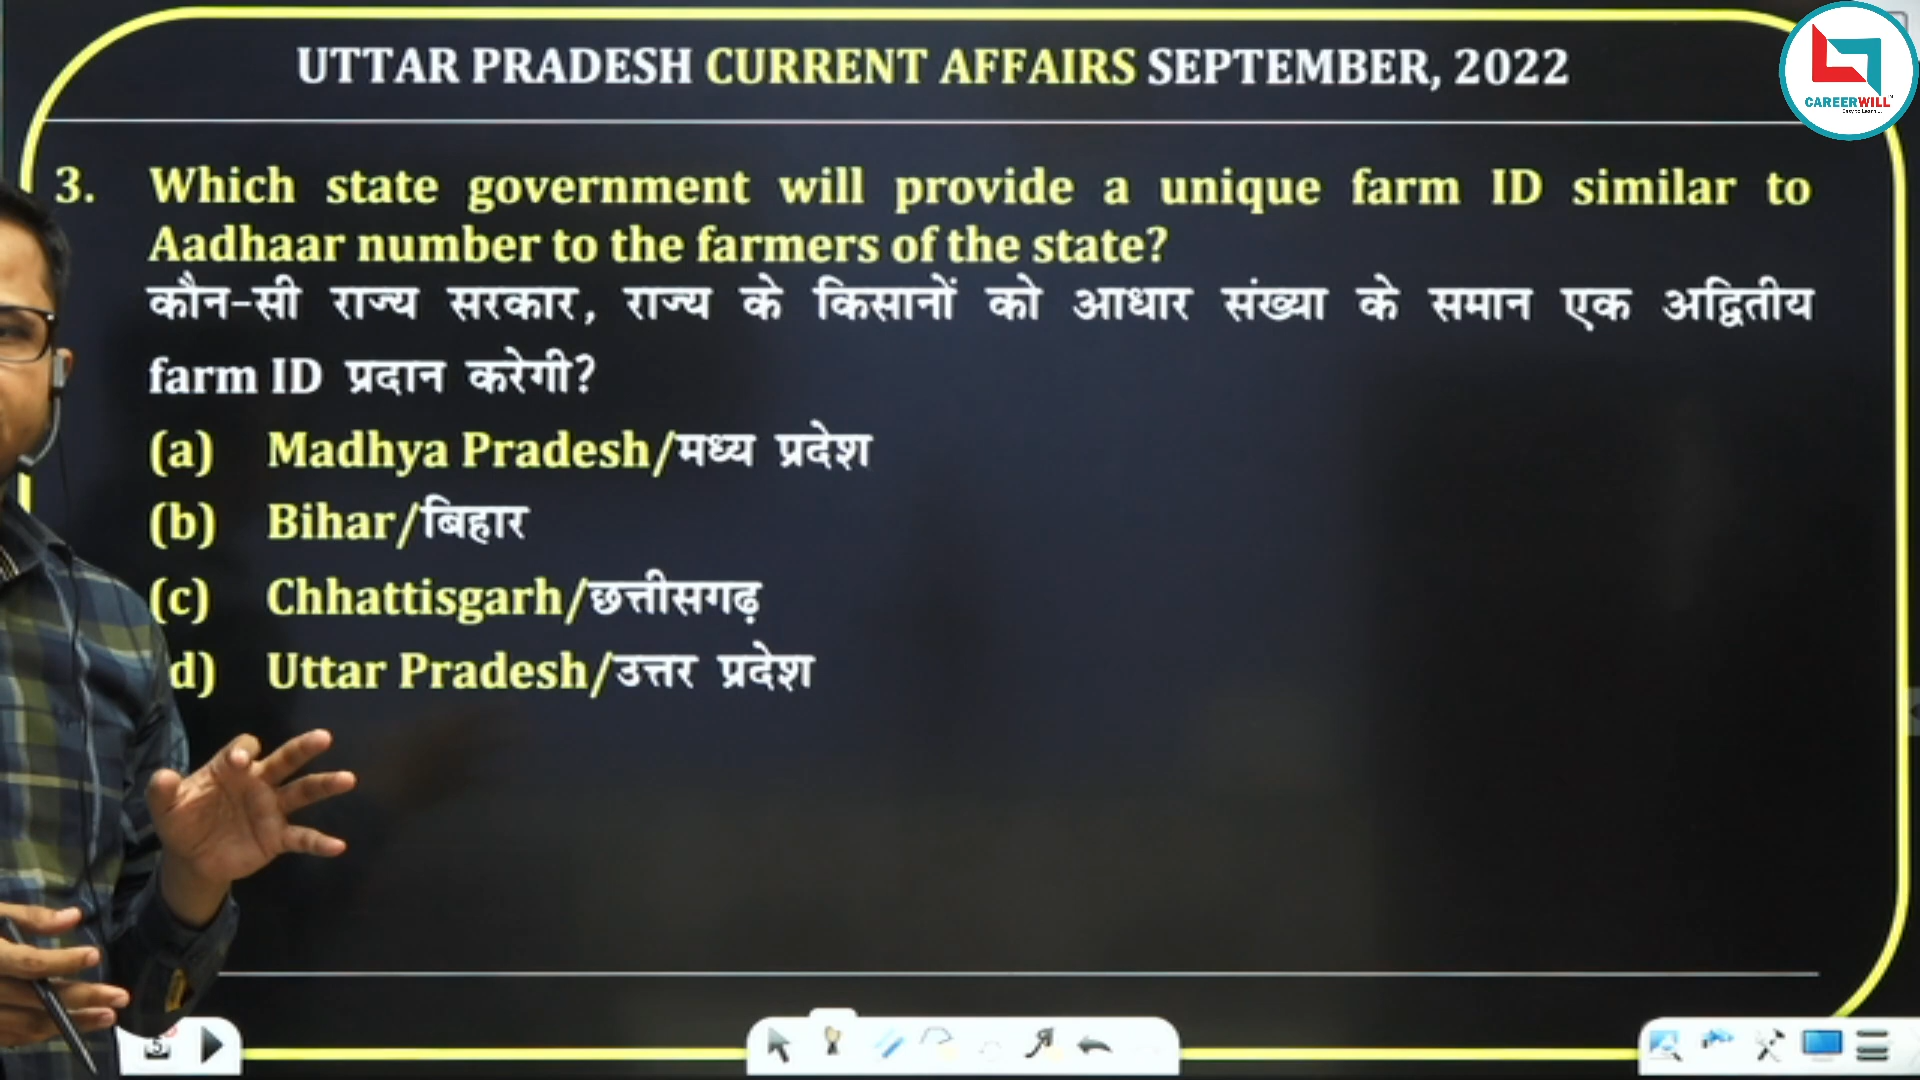 UTTAR PRADESH CURRENT AFFAIRS SEPTEMBER, 2022
CAREERWILL
3. Which state government will provide a unique farm ID similar to
Aadhaar number to the farmers of the state?
कौन-सी राज्य सरकार, राज्य के किसानों को आधार संख्या के समान एक अद्वितीय
farm ID प्रदान करेगी?
(a) Madhya Pradesh/मध्य प्रदेश
(b) Bihar/बिहार
(c) Chhattisgarh/छत्तीसगढ़
d) Uttar Pradesh/उत्तर प्रदेश